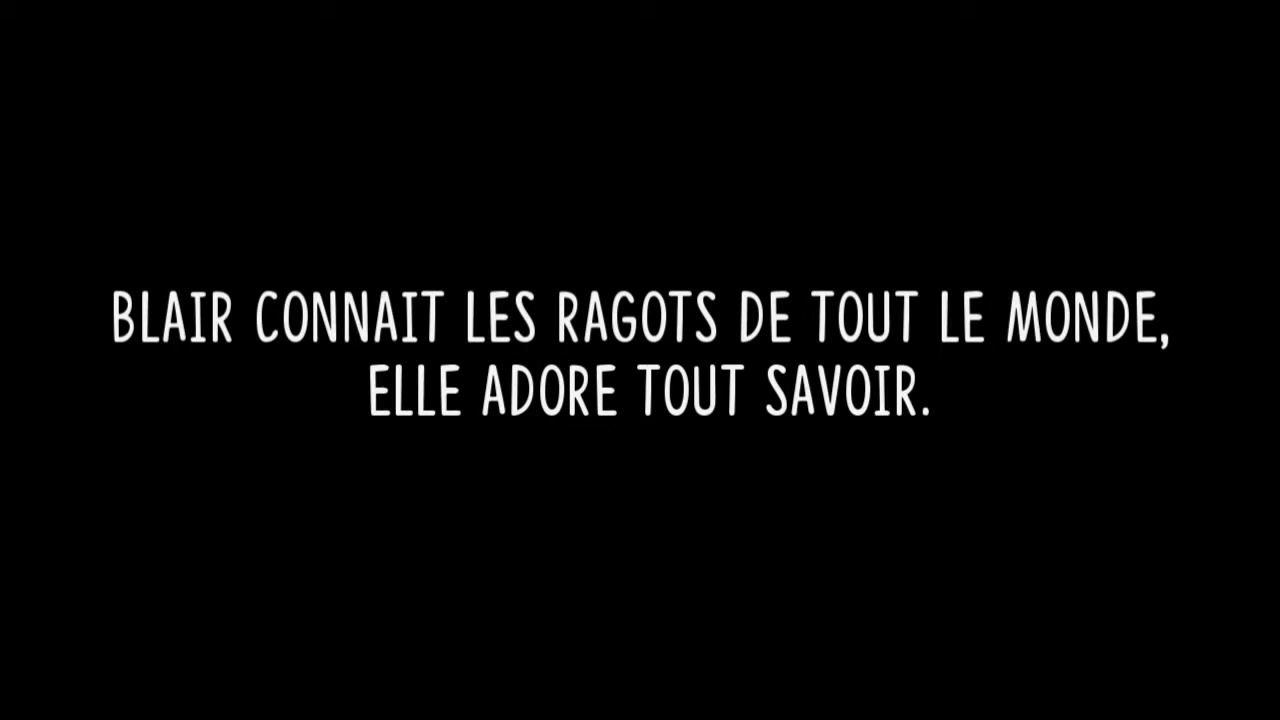 BLAIR CONNAIT LES RAGOTS DE TOUT LE MONDE,
ELLE ADORE TOUT SAVOIR.